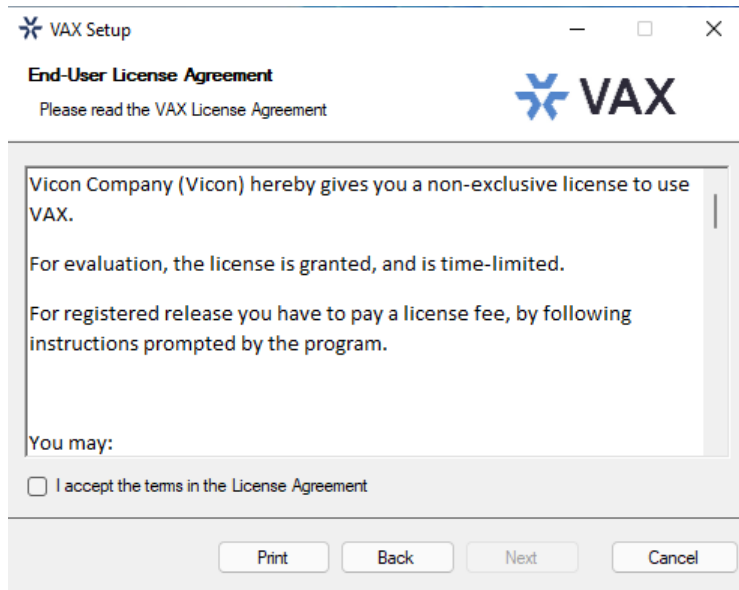 VAX Setup
End-User License Agreement
Please read the VAX License Agreement
VAX
Vicon Company (Vicon) hereby gives you a non-exclusive license to use
VAX.
For evaluation, the license is granted, and is time-limited.
For registered release you have to pay a license fee, by following
instructions prompted by the program.
You may:
I accept the terms in the License Agreement
Print Back Next Cancel